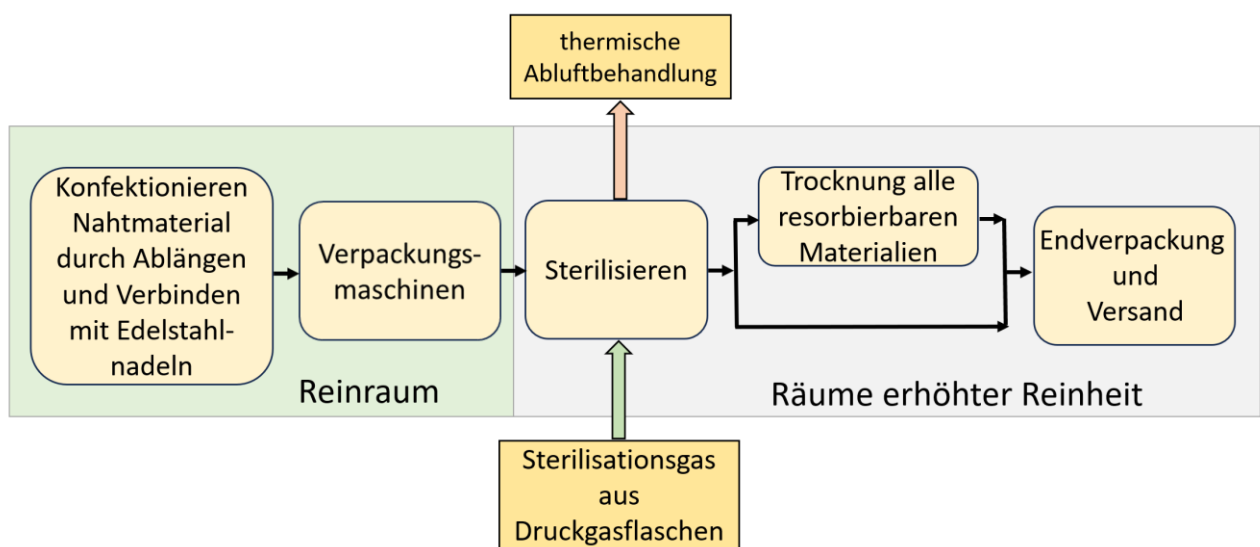 thermische
Abluftbehandlung
Konfektionieren
Nahtmaterial
durch Ablängen
und Verbinden
mit Edelstahl-
nadeln
Verpackungs-
maschinen
Sterilisieren
Trocknung alle
resorbierbaren
Materialien
Endverpackung
und
Versand
Reinraum
Räume erhöhter Reinheit
Sterilisationsgas
aus
Druckgasflaschen